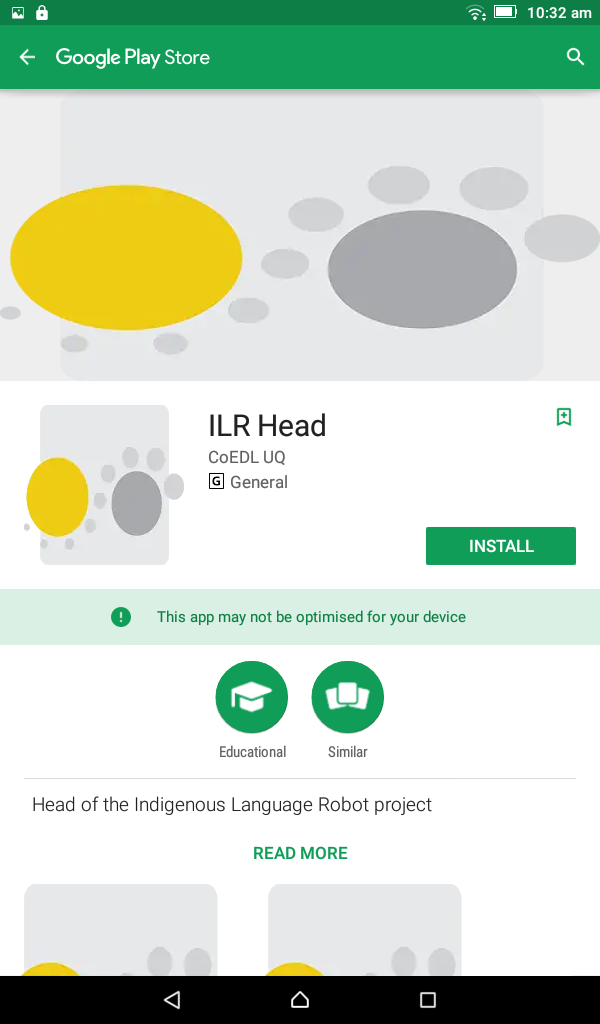 10:32 am
Google Play Store
ILR Head
CoEDL UQ
G General
INSTALL
This app may not be optimised for your device
Educational
Similar
Head of the Indigenous Language Robot project
READ MORE